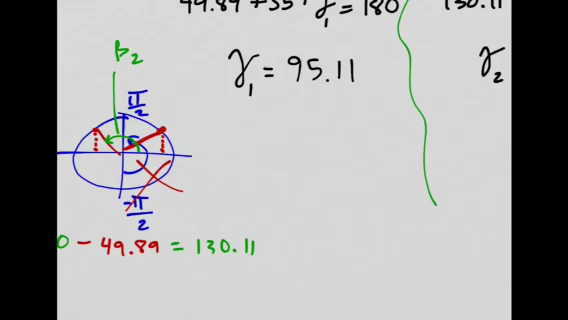 49.89 + 35 + γ₁ = 180
130.11
β₂
γ₁ = 95.11
γ₂
π/2
-π/2
0 - 49.89 = 130.11